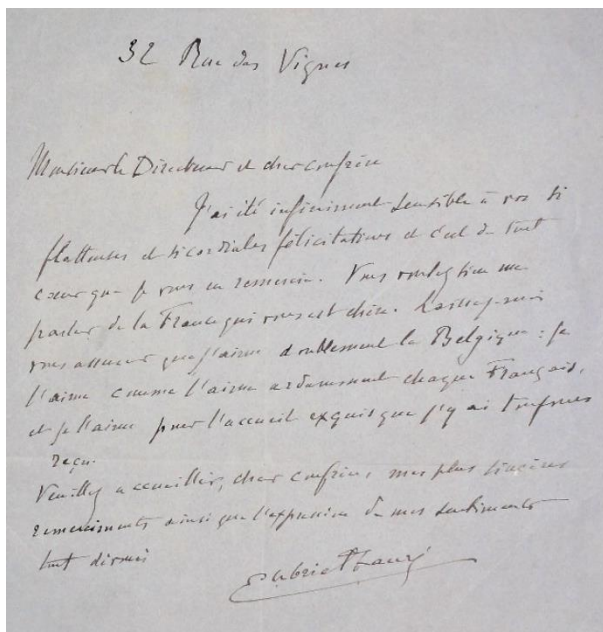 32 Rue des Vignes
Monsieur le Directeur et cher confrère
J'ai été infiniment sensible à vos si
flatteuses et si cordiales félicitations et c'est de tout
cœur que je vous en remercie. Vous voulez bien me
parler de la France qui vous est chère. Laissez-moi
vous assurer que j'aime doublement la Belgique : je
l'aime comme l'aime ardemment chaque Français,
et je l'aime pour l'accueil exquis que j'y ai toujours
reçu.
Veuillez accueillir, cher confrère, mes plus sincères
remerciments ainsi que l'expression de mes sentiments
tout dévoués
Gabriel Fauré